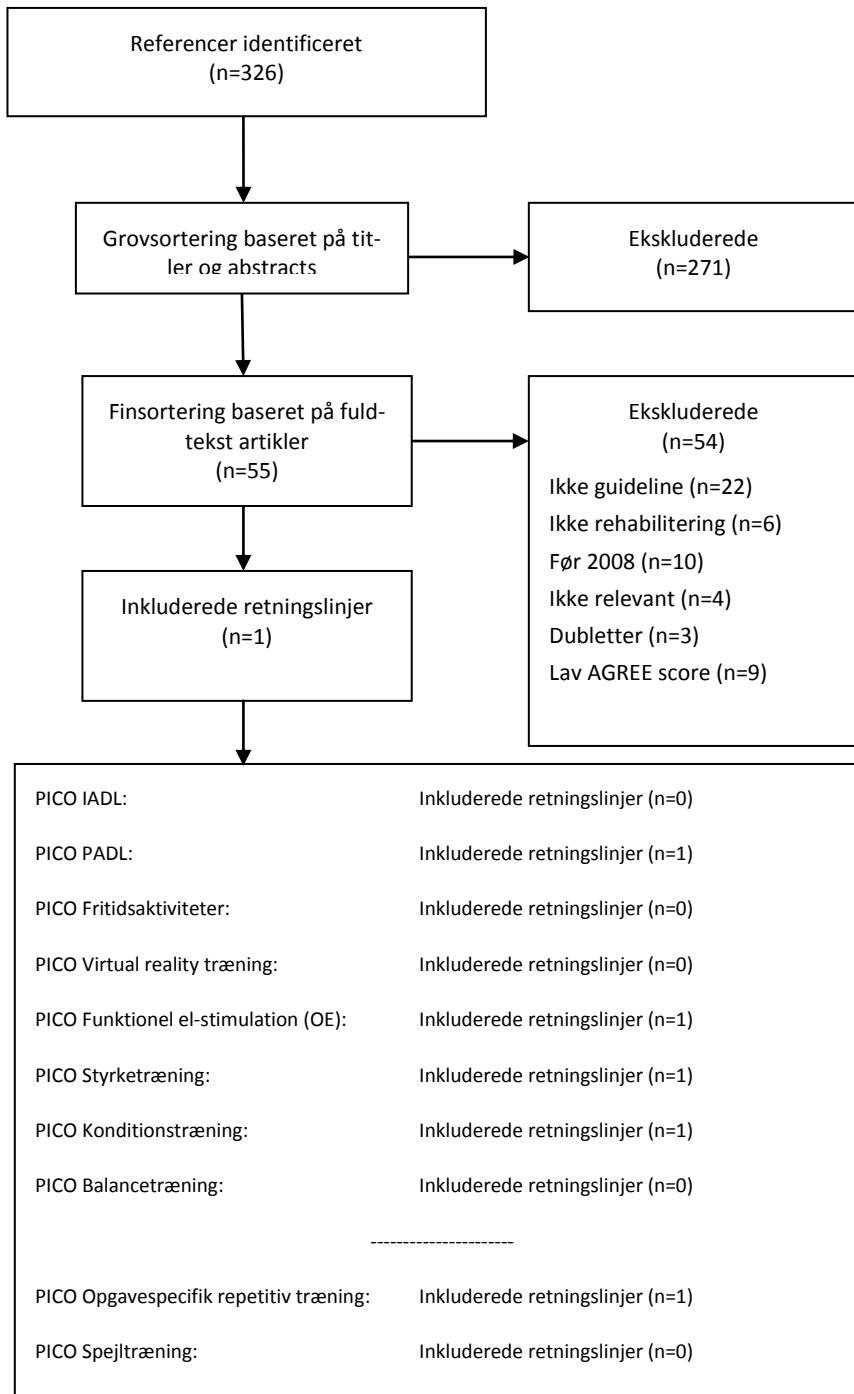 Referencer identificeret
(n=326)
Grovsortering baseret på tit-
ler og abstracts
Ekskluderede
(n=271)
Finsortering baseret på fuld-
tekst artikler
(n=55)
Ekskluderede
(n=54)
Ikke guideline (n=22)
Ikke rehabilitering (n=6)
Før 2008 (n=10)
Ikke relevant (n=4)
Dubletter (n=3)
Lav AGREE score (n=9)
Inkluderede retningslinjer
(n=1)
PICO IADL: Inkluderede retningslinjer (n=0)
PICO PADL: Inkluderede retningslinjer (n=1)
PICO Fritidsaktiviteter: Inkluderede retningslinjer (n=0)
PICO Virtual reality træning: Inkluderede retningslinjer (n=0)
PICO Funktionel el-stimulation (OE): Inkluderede retningslinjer (n=1)
PICO Styrketræning: Inkluderede retningslinjer (n=1)
PICO Konditionstræning: Inkluderede retningslinjer (n=1)
PICO Balancetræning: Inkluderede retningslinjer (n=0)
----------------------
PICO Opgavespecifik repetitiv træning: Inkluderede retningslinjer (n=1)
PICO Spejltræning: Inkluderede retningslinjer (n=0)